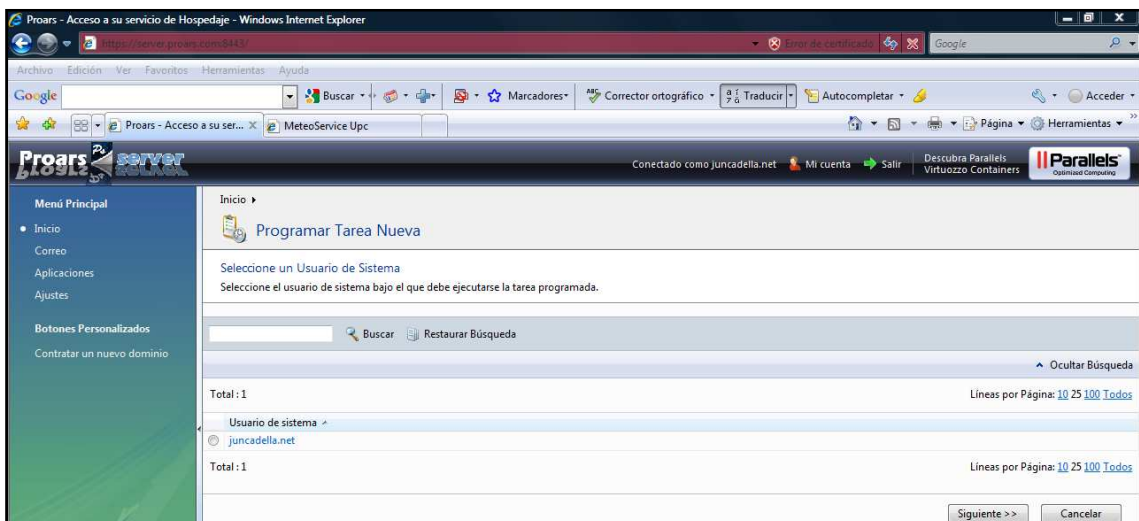 Proars - Acceso a su servicio de Hospedaje - Windows Internet Explorer
https://server.proars.com:8443/ Error de certificado Google
Archivo Edición Ver Favoritos Herramientas Ayuda
Google Buscar Marcadores Corrector ortográfico Traducir Autocompletar Acceder
Proars - Acceso a su ser... X MeteoService Upc Página Herramientas
Proars server Conectado como juncadella.net Mi cuenta Salir Descubra Parallels
Virtuozzo Containers
Parallels
Optimized Computing
Menú Principal
Inicio
Correo
Aplicaciones
Ajustes
Botones Personalizados
Contratar un nuevo dominio
Inicio
Programar Tarea Nueva
Seleccione un Usuario de Sistema
Seleccione el usuario de sistema bajo el que debe ejecutarse la tarea programada.
Buscar Restaurar Búsqueda
Ocultar Búsqueda
Total : 1 Líneas por Página: 10 25 100 Todos
Usuario de sistema
juncadella.net
Total : 1 Líneas por Página: 10 25 100 Todos
Siguiente >> Cancelar